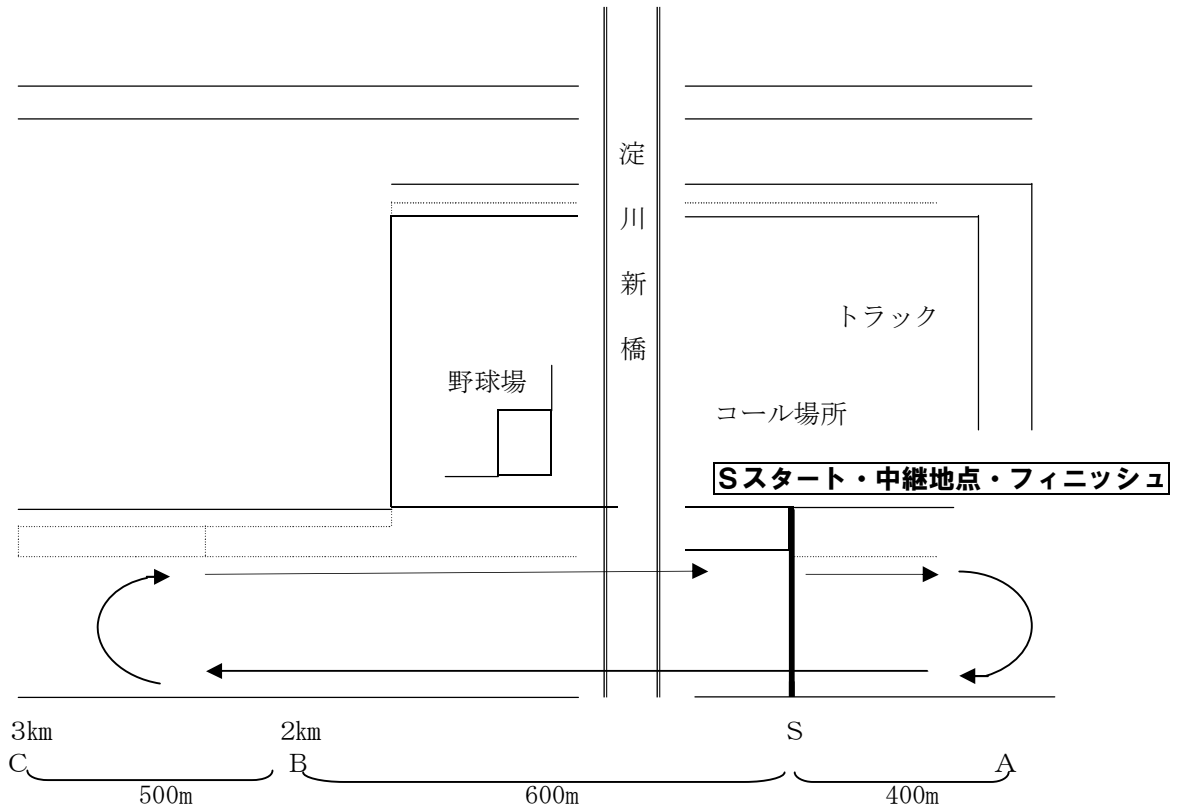 淀川新橋
トラック
野球場
コール場所
Sスタート・中継地点・フィニッシュ
3km 2km S
C B A
500m 600m 400m